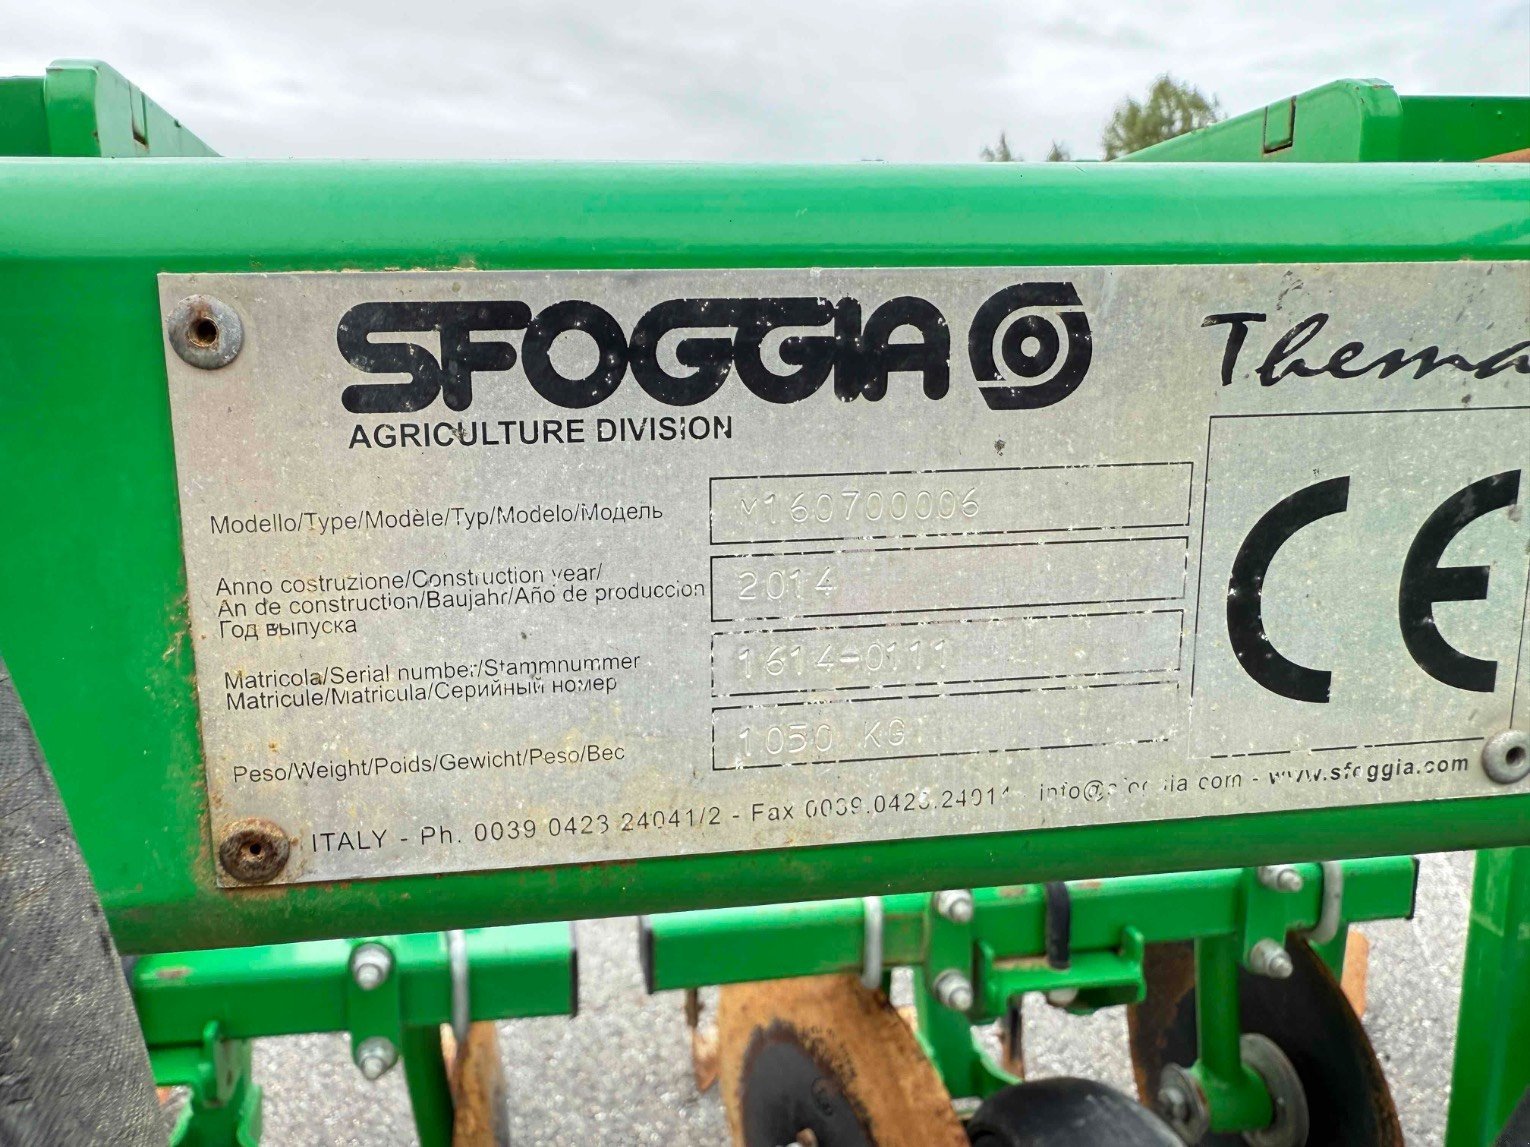 SFOGGIA
Thema
AGRICULTURE DIVISION
Modello/Type/Modèle/Typ/Modelo/Модель
M160700006
Anno costruzione/Construction year/
An de construction/Baujahr/Año de produccion
Год выпуска
2014
Matricola/Serial number/Stammnummer
Matricule/Matricula/Серийный номер
1614-0111
Peso/Weight/Poids/Gewicht/Peso/Вес
1050 KG
CE
ITALY - Ph. 0039 0423 24041/2 - Fax - www.sfoggia.com